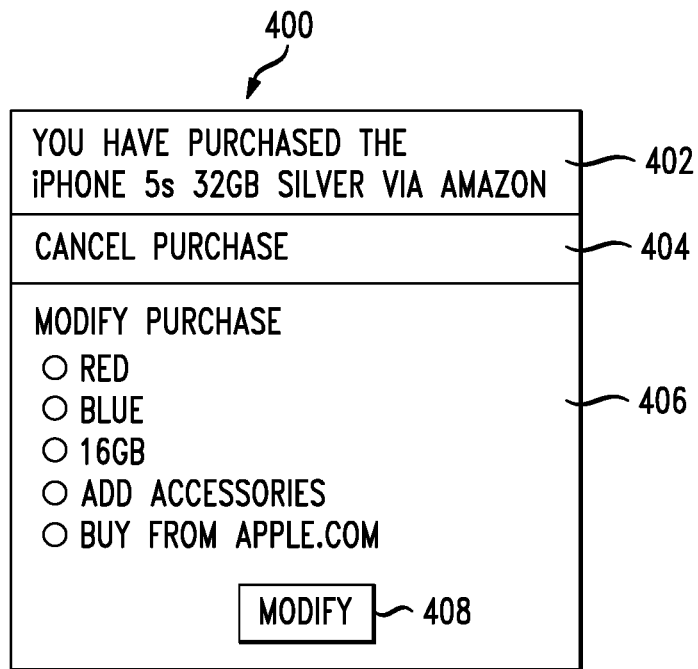 400
YOU HAVE PURCHASED THE
iPHONE 5s 32GB SILVER VIA AMAZON
402
CANCEL PURCHASE
404
MODIFY PURCHASE
RED
BLUE
406
16GB
ADD ACCESSORIES
BUY FROM APPLE.COM
MODIFY
408